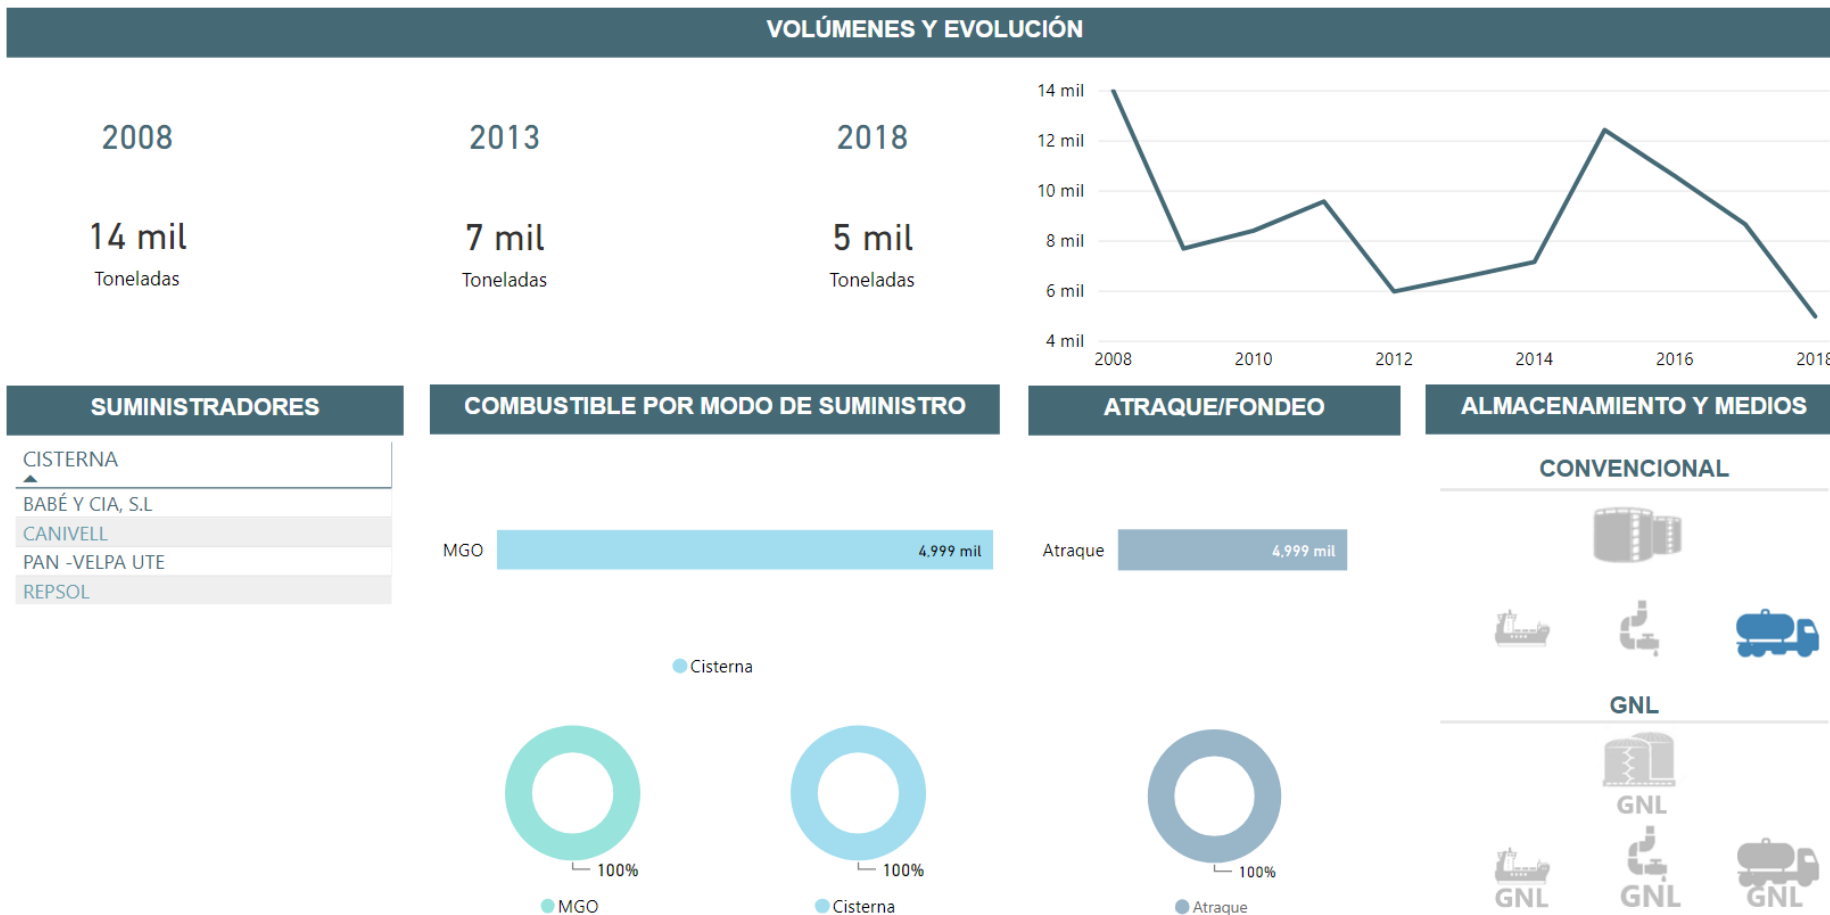 VOLÚMENES Y EVOLUCIÓN
2008
2013
2018
14 mil
Toneladas
7 mil
Toneladas
5 mil
Toneladas
14 mil
12 mil
10 mil
8 mil
6 mil
4 mil
2008
2010
2012
2014
2016
2018
SUMINISTRADORES
CISTERNA
BABÉ Y CIA, S.L
CANIVELL
PAN -VELPA UTE
REPSOL
COMBUSTIBLE POR MODO DE SUMINISTRO
MGO
4,999 mil
Cisterna
100%
MGO
100%
Cisterna
ATRAQUE/FONDEO
Atraque
4,999 mil
100%
Atraque
ALMACENAMIENTO Y MEDIOS
CONVENCIONAL
GNL
GNL
GNL
GNL
GNL